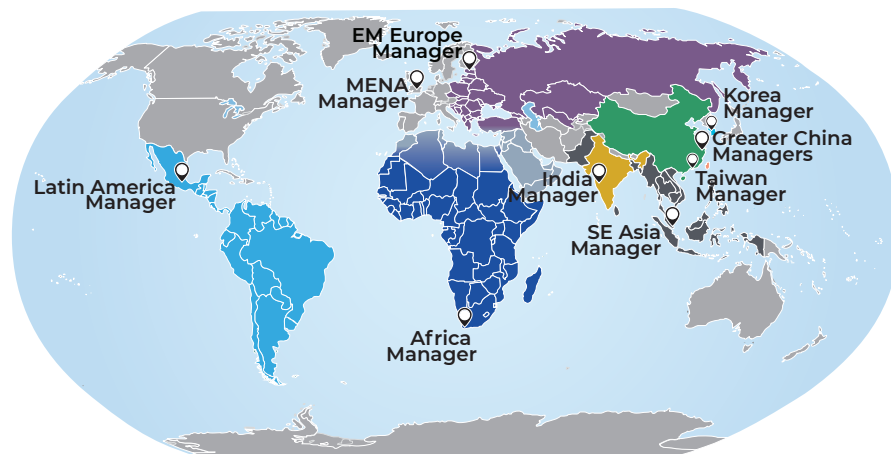 EM Europe
Manager
MENA
Manager
Korea
Manager
Greater China
Managers
Latin America
Manager
India
Manager
Taiwan
Manager
SE Asia
Manager
Africa
Manager